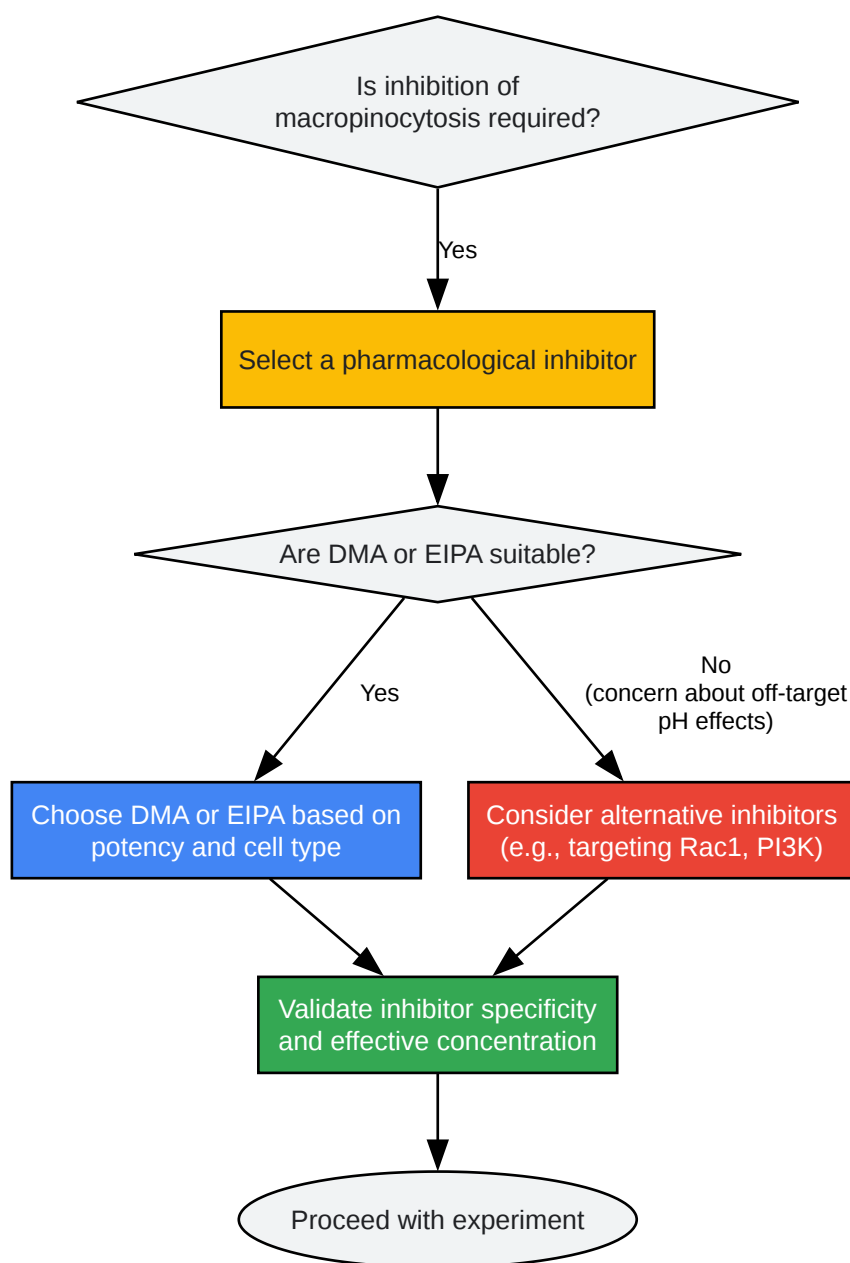 Is inhibition of
macropinocytosis required?
Yes
Select a pharmacological inhibitor
Are DMA or EIPA suitable?
Yes
No
(concern about off-target
pH effects)
Choose DMA or EIPA based on
potency and cell type
Consider alternative inhibitors
(e.g., targeting Rac1, PI3K)
Validate inhibitor specificity
and effective concentration
Proceed with experiment